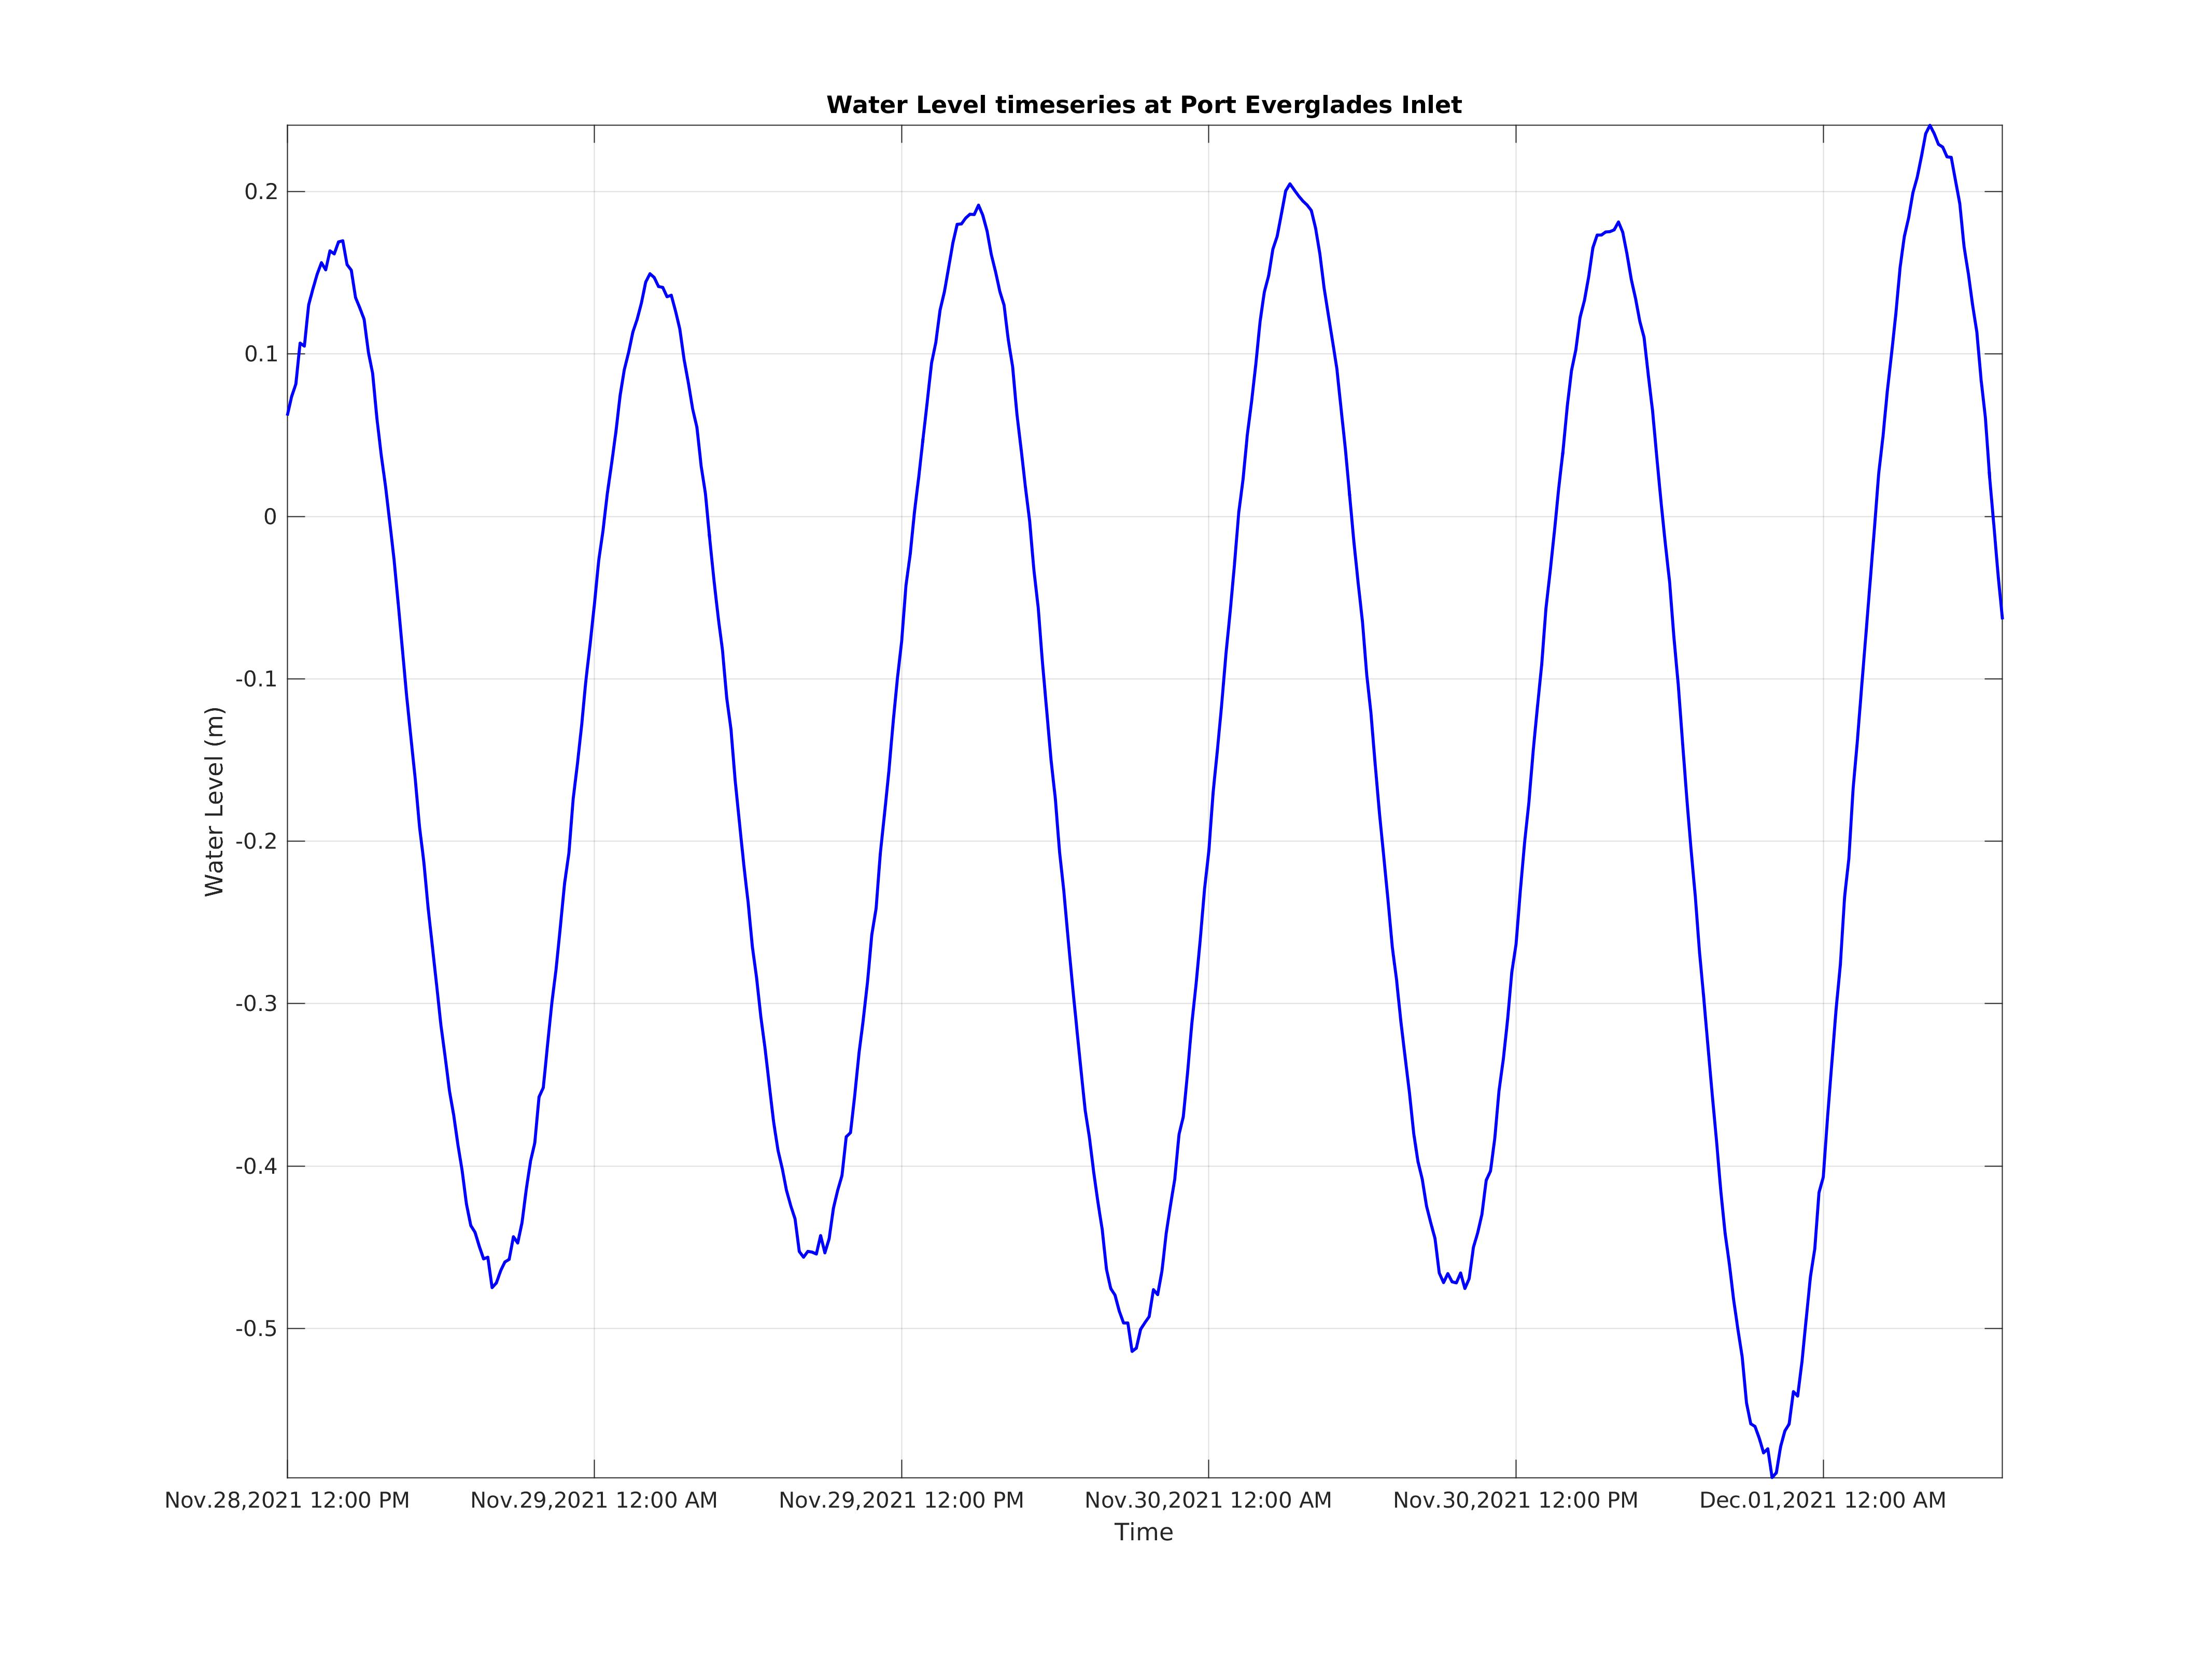 Water Level timeseries at Port Everglades Inlet
0.2
0.1
0
-0.1
-0.2
-0.3
-0.4
-0.5
Water Level (m)
Nov.28,2021 12:00 PM Nov.29,2021 12:00 AM Nov.29,2021 12:00 PM Nov.30,2021 12:00 AM Nov.30,2021 12:00 PM Dec.01,2021 12:00 AM
Time